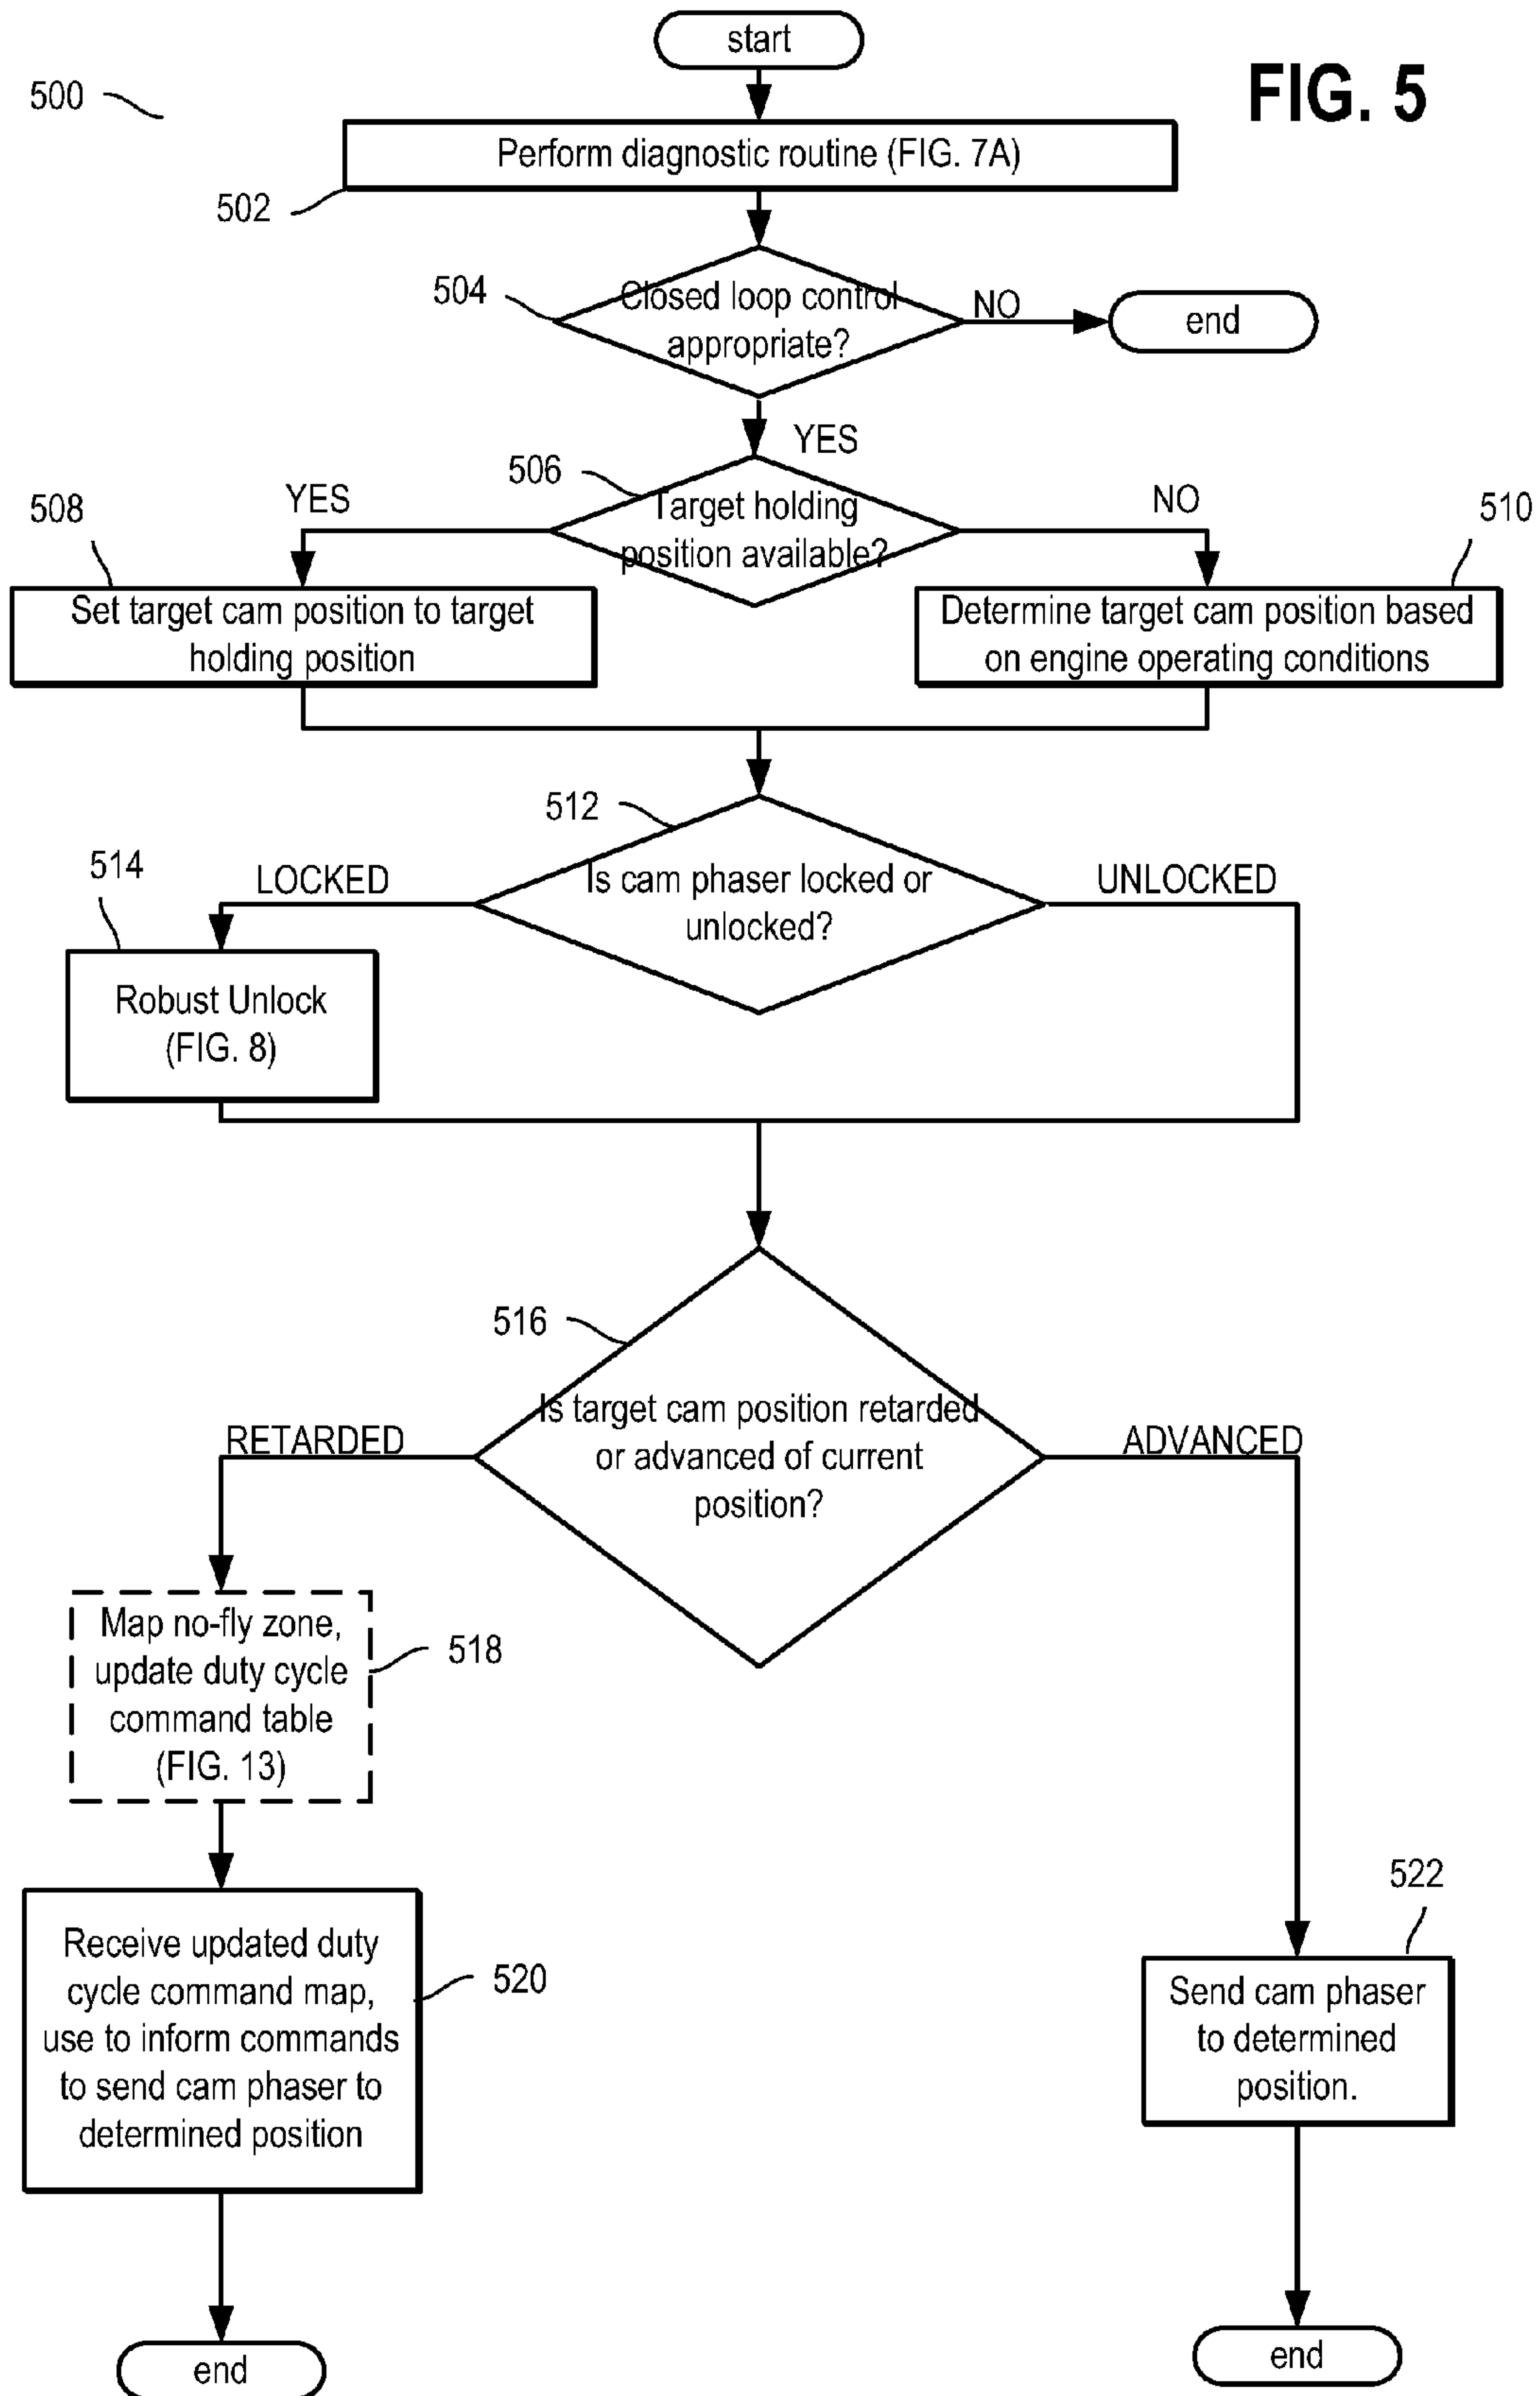 start
FIG. 5
500
Perform diagnostic routine (FIG. 7A)
502
504
Closed loop control
appropriate?
NO
end
YES
506
Target holding
position available?
YES
NO
508
510
Set target cam position to target
holding position
Determine target cam position based
on engine operating conditions
512
Is cam phaser locked or
unlocked?
LOCKED
UNLOCKED
514
Robust Unlock
(FIG. 8)
516
Is target cam position retarded
or advanced of current
position?
RETARDED
ADVANCED
Map no-fly zone,
update duty cycle
command table
(FIG. 13)
518
522
Receive updated duty
cycle command map,
use to inform commands
to send cam phaser to
determined position
520
Send cam phaser
to determined
position.
end
end